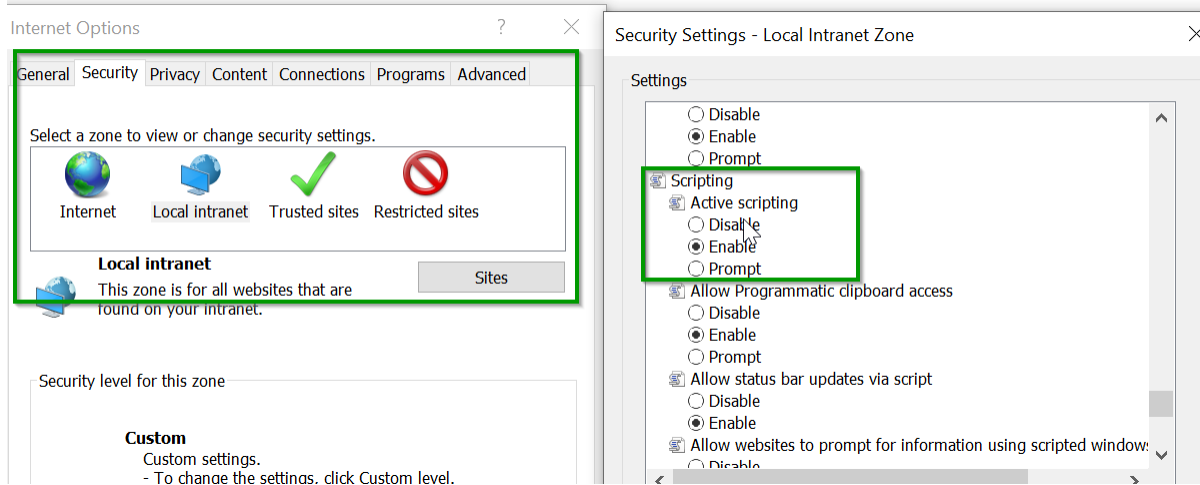 Internet Options
?
General Security Privacy Content Connections Programs Advanced
Select a zone to view or change security settings.
Internet Local intranet Trusted sites Restricted sites
Local intranet
This zone is for all websites that are
found on your intranet.
Sites
Security level for this zone
Custom
Custom settings.
- To change the settings, click Custom level.
Security Settings - Local Intranet Zone
Settings
Disable
Enable
Prompt
Scripting
Active scripting
Disable
Enable
Prompt
Allow Programmatic clipboard access
Disable
Enable
Prompt
Allow status bar updates via script
Disable
Enable
Allow websites to prompt for information using scripted windows
Disable